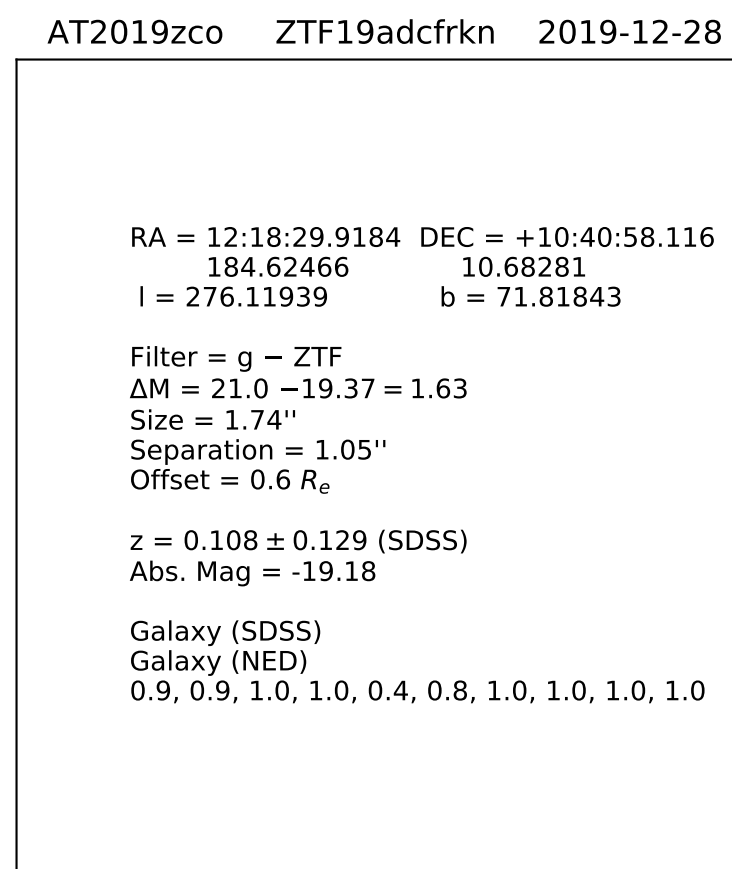 AT2019zco ZTF19adcfrkn 2019-12-28
RA = 12:18:29.9184 DEC = +10:40:58.116
184.62466 10.68281
l = 276.11939 b = 71.81843
Filter = g − ZTF
ΔM = 21.0 −19.37 = 1.63
Size = 1.74''
Separation = 1.05''
Offset = 0.6 Re
z = 0.108 ± 0.129 (SDSS)
Abs. Mag = -19.18
Galaxy (SDSS)
Galaxy (NED)
0.9, 0.9, 1.0, 1.0, 0.4, 0.8, 1.0, 1.0, 1.0, 1.0